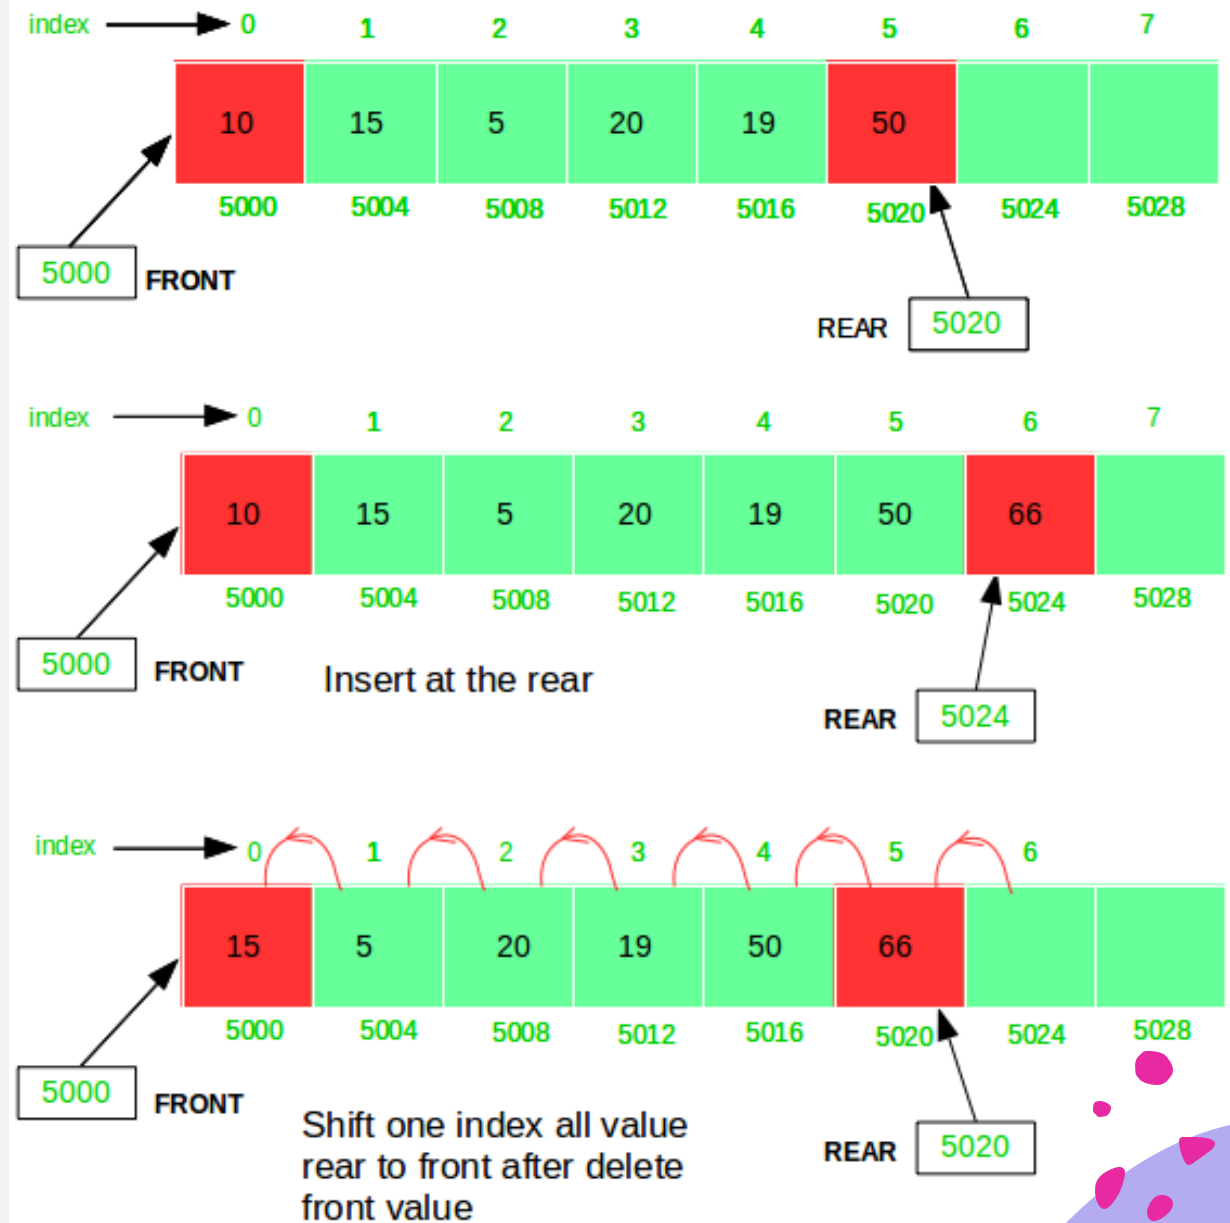 index 0 1 2 3 4 5 6 7
10 15 5 20 19 50
5000 5004 5008 5012 5016 5020 5024 5028
5000 FRONT
REAR 5020
index 0 1 2 3 4 5 6 7
10 15 5 20 19 50 66
5000 5004 5008 5012 5016 5020 5024 5028
5000 FRONT
Insert at the rear
REAR 5024
index 0 1 2 3 4 5 6
15 5 20 19 50 66
5000 5004 5008 5012 5016 5020 5024 5028
5000 FRONT
Shift one index all value
rear to front after delete
front value
REAR 5020